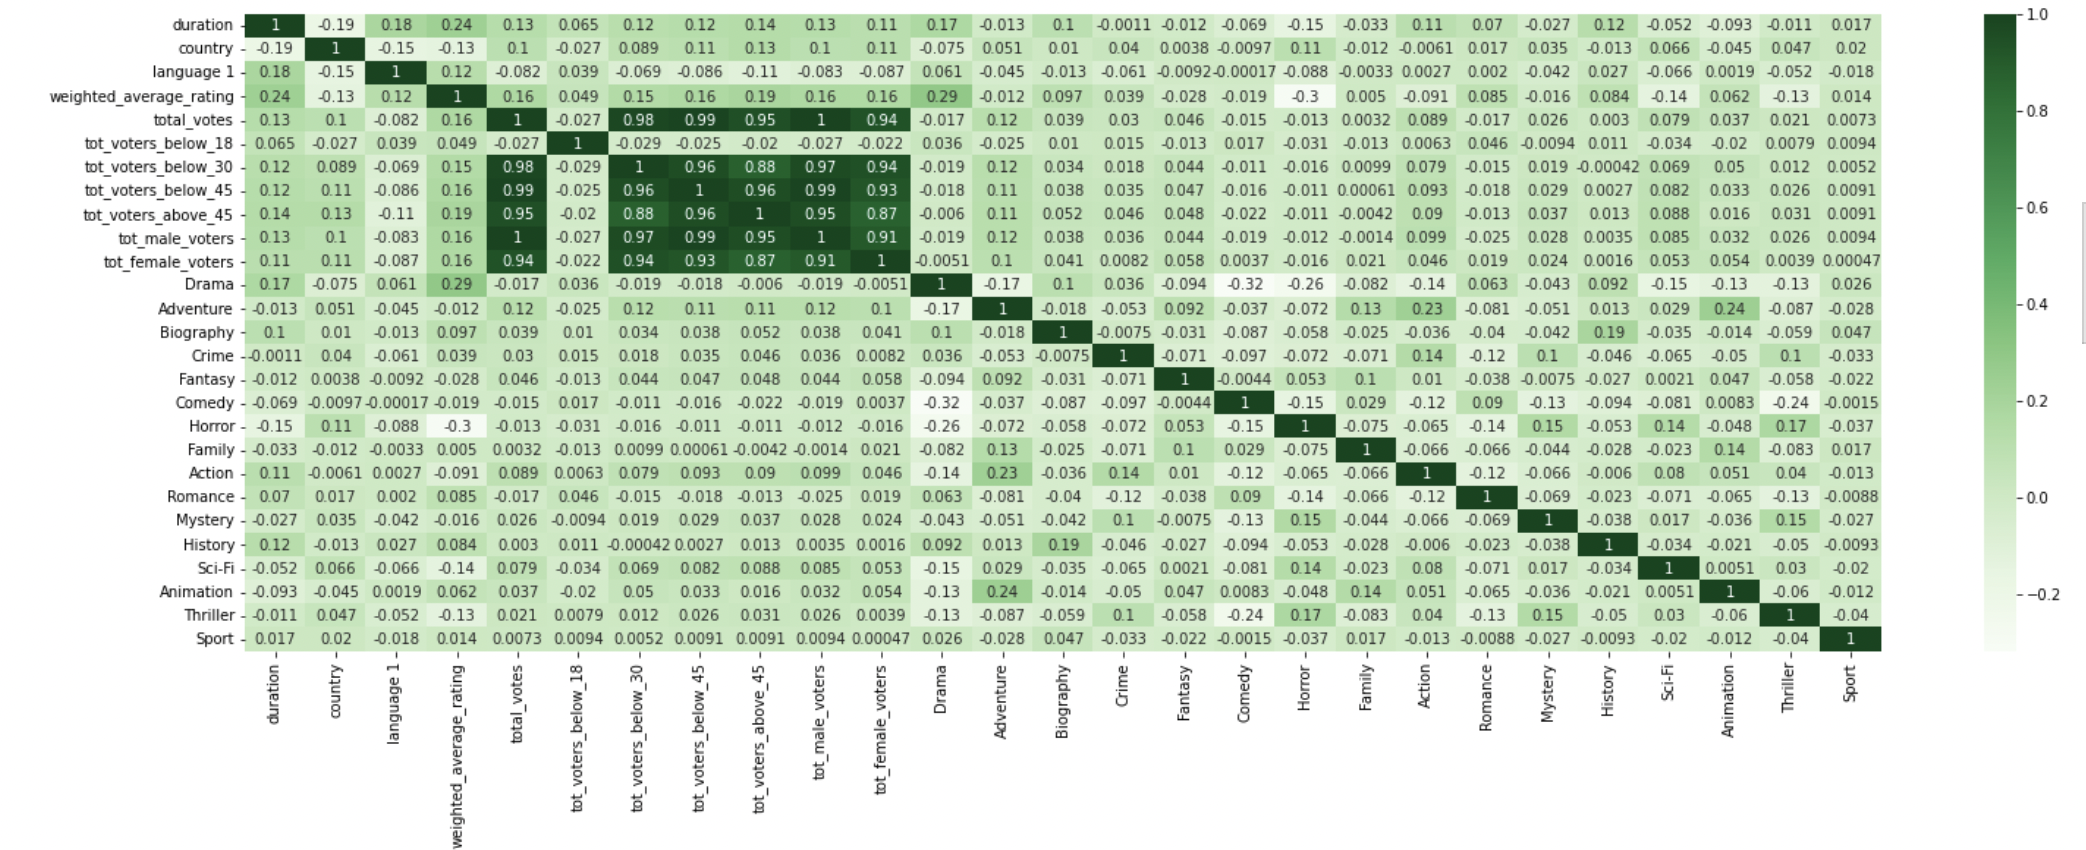 duration 1 -0.19 0.18 0.24 0.13 0.065 0.12 0.12 0.14 0.13 0.11 0.17 -0.013 0.1 -0.0011 -0.012 -0.069 -0.15 -0.033 0.11 0.07 -0.027 0.12 -0.052 -0.093 -0.011 0.017 1.0
country -0.19 1 -0.15 -0.13 0.1 -0.027 0.089 0.11 0.13 0.1 0.11 -0.075 0.051 0.01 0.04 0.0038 -0.0097 0.11 -0.012 -0.0061 0.017 0.035 -0.013 0.066 -0.045 0.047 0.02
language 1 0.18 -0.15 1 0.12 -0.082 0.039 -0.069 -0.086 -0.11 -0.083 -0.087 0.061 -0.045 -0.013 -0.061 -0.0092 -0.00017 -0.088 -0.0033 0.0027 0.002 -0.042 0.027 -0.066 0.0019 -0.052 -0.018
weighted_average_rating 0.24 -0.13 0.12 1 0.16 0.049 0.15 0.16 0.19 0.16 0.16 0.29 -0.012 0.097 0.039 -0.028 -0.019 -0.3 0.005 -0.091 0.085 -0.016 0.084 -0.14 0.062 -0.13 0.014
0.8
total_votes 0.13 0.1 -0.082 0.16 1 -0.027 0.98 0.99 0.95 1 0.94 -0.017 0.12 0.039 0.03 0.046 -0.015 -0.013 0.0032 0.089 -0.017 0.026 0.003 0.079 0.037 0.021 0.0073
tot_voters_below_18 0.065 -0.027 0.039 0.049 -0.027 1 -0.029 -0.025 -0.02 -0.027 -0.022 0.036 -0.025 0.01 0.015 -0.013 0.017 -0.031 -0.013 0.0063 0.046 -0.0094 0.011 -0.034 -0.02 0.0079 0.0094
tot_voters_below_30 0.12 0.089 -0.069 0.15 0.98 -0.029 1 0.96 0.88 0.97 0.94 -0.019 0.12 0.034 0.018 0.044 -0.011 -0.016 0.0099 0.079 -0.015 0.019 -0.00042 0.069 0.05 0.012 0.0052
tot_voters_below_45 0.12 0.11 -0.086 0.16 0.99 -0.025 0.96 1 0.96 0.99 0.93 -0.018 0.11 0.038 0.035 0.047 -0.016 -0.011 0.00061 0.093 -0.018 0.029 0.0027 0.082 0.033 0.026 0.0091
0.6
tot_voters_above_45 0.14 0.13 -0.11 0.19 0.95 -0.02 0.88 0.96 1 0.95 0.87 -0.006 0.11 0.052 0.046 0.048 -0.022 -0.011 -0.0042 0.09 -0.013 0.037 0.013 0.088 0.016 0.031 0.0091
tot_male_voters 0.13 0.1 -0.083 0.16 1 -0.027 0.97 0.99 0.95 1 0.91 -0.019 0.12 0.038 0.036 0.044 -0.019 -0.012 -0.0014 0.099 -0.025 0.028 0.0035 0.085 0.032 0.026 0.0094
tot_female_voters 0.11 0.11 -0.087 0.16 0.94 -0.022 0.94 0.93 0.87 0.91 1 -0.0051 0.1 0.041 0.0082 0.058 0.0037 -0.016 0.021 0.046 0.019 0.024 0.0016 0.053 0.054 0.0039 0.00047
Drama 0.17 -0.075 0.061 0.29 -0.017 0.036 -0.019 -0.018 -0.006 -0.019 -0.0051 1 -0.17 0.1 0.036 -0.094 -0.32 -0.26 -0.082 -0.14 0.063 -0.043 0.092 -0.15 -0.13 -0.13 0.026
0.4
Adventure -0.013 0.051 -0.045 -0.012 0.12 -0.025 0.12 0.11 0.11 0.12 0.1 -0.17 1 -0.018 -0.053 0.092 -0.037 -0.072 0.13 0.23 -0.081 -0.051 0.013 0.029 0.24 -0.087 -0.028
Biography 0.1 0.01 -0.013 0.097 0.039 0.01 0.034 0.038 0.052 0.038 0.041 0.1 -0.018 1 -0.0075 -0.031 -0.087 -0.058 -0.025 -0.036 -0.04 -0.042 0.19 -0.035 -0.014 -0.059 0.047
Crime -0.0011 0.04 -0.061 0.039 0.03 0.015 0.018 0.035 0.046 0.036 0.0082 0.036 -0.053 -0.0075 1 -0.071 -0.097 -0.072 -0.071 0.14 -0.12 0.1 -0.046 -0.065 -0.05 0.1 -0.033
Fantasy -0.012 0.0038 -0.0092 -0.028 0.046 -0.013 0.044 0.047 0.048 0.044 0.058 -0.094 0.092 -0.031 -0.071 1 -0.0044 0.053 0.1 0.01 -0.038 -0.0075 -0.027 0.0021 0.047 -0.058 -0.022
Comedy -0.069 -0.0097 -0.00017 -0.019 -0.015 0.017 -0.011 -0.016 -0.022 -0.019 0.0037 -0.32 -0.037 -0.087 -0.097 -0.0044 1 -0.15 0.029 -0.12 0.09 -0.13 -0.094 -0.081 0.0083 -0.24 -0.0015 0.2
Horror -0.15 0.11 -0.088 -0.3 -0.013 -0.031 -0.016 -0.011 -0.011 -0.012 -0.016 -0.26 -0.072 -0.058 -0.072 0.053 -0.15 1 -0.075 -0.065 -0.14 0.15 -0.053 0.14 -0.048 0.17 -0.037
Family -0.033 -0.012 -0.0033 0.005 0.0032 -0.013 0.0099 0.00061 -0.0042 -0.0014 0.021 -0.082 0.13 -0.025 -0.071 0.1 0.029 -0.075 1 -0.066 -0.066 -0.044 -0.028 -0.023 0.14 -0.083 0.017
Action 0.11 -0.0061 0.0027 -0.091 0.089 0.0063 0.079 0.093 0.09 0.099 0.046 -0.14 0.23 -0.036 0.14 0.01 -0.12 -0.065 -0.066 1 -0.12 -0.066 -0.006 0.08 0.051 0.04 -0.013
Romance 0.07 0.017 0.002 0.085 -0.017 0.046 -0.015 -0.018 -0.013 -0.025 0.019 0.063 -0.081 -0.04 -0.12 -0.038 0.09 -0.14 -0.066 -0.12 1 -0.069 -0.023 -0.071 -0.065 -0.13 -0.0088 0.0
Mystery -0.027 0.035 -0.042 -0.016 0.026 -0.0094 0.019 0.029 0.037 0.028 0.024 -0.043 -0.051 -0.042 0.1 -0.0075 -0.13 0.15 -0.044 -0.066 -0.069 1 -0.038 0.017 -0.036 0.15 -0.027
History 0.12 -0.013 0.027 0.084 0.003 0.011 -0.00042 0.0027 0.013 0.0035 0.0016 0.092 0.013 0.19 -0.046 -0.027 -0.094 -0.053 -0.028 -0.006 -0.023 -0.038 1 -0.034 -0.021 -0.05 -0.0093
Sci-Fi -0.052 0.066 -0.066 -0.14 0.079 -0.034 0.069 0.082 0.088 0.085 0.053 -0.15 0.029 -0.035 -0.065 0.0021 -0.081 0.14 -0.023 0.08 -0.071 0.017 -0.034 1 0.0051 0.03 -0.02
Animation -0.093 -0.045 0.0019 0.062 0.037 -0.02 0.05 0.033 0.016 0.032 0.054 -0.13 0.24 -0.014 -0.05 0.047 0.0083 -0.048 0.14 0.051 -0.065 -0.036 -0.021 0.0051 1 -0.06 -0.012 -0.2
Thriller -0.011 0.047 -0.052 -0.13 0.021 0.0079 0.012 0.026 0.031 0.026 0.0039 -0.13 -0.087 -0.059 0.1 -0.058 -0.24 0.17 -0.083 0.04 -0.13 0.15 -0.05 0.03 -0.06 1 -0.04
Sport 0.017 0.02 -0.018 0.014 0.0073 0.0094 0.0052 0.0091 0.0091 0.0094 0.00047 0.026 -0.028 0.047 -0.033 -0.022 -0.0015 -0.037 0.017 -0.013 -0.0088 -0.027 -0.0093 -0.02 -0.012 -0.04 1
duration
country
language 1
weighted_average_rating
total_votes
tot_voters_below_18
tot_voters_below_30
tot_voters_below_45
tot_voters_above_45
tot_male_voters
tot_female_voters
Drama
Adventure
Biography
Crime
Fantasy
Comedy
Horror
Family
Action
Romance
Mystery
History
Sci-Fi
Animation
Thriller
Sport